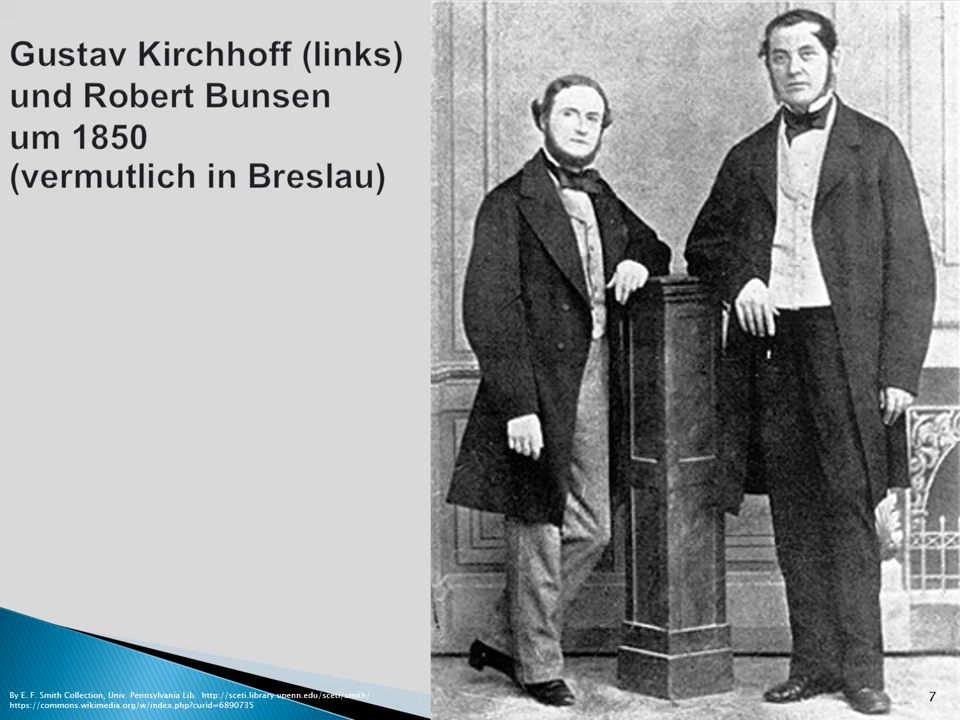 Gustav Kirchhoff (links)
und Robert Bunsen
um 1850
(vermutlich in Breslau)
By E. F. Smith Collection, Univ. Pennsylvania Lib. http://sceti.library.upenn.edu/sceti/smith/
https://commons.wikimedia.org/w/index.php?curid=6890735
7